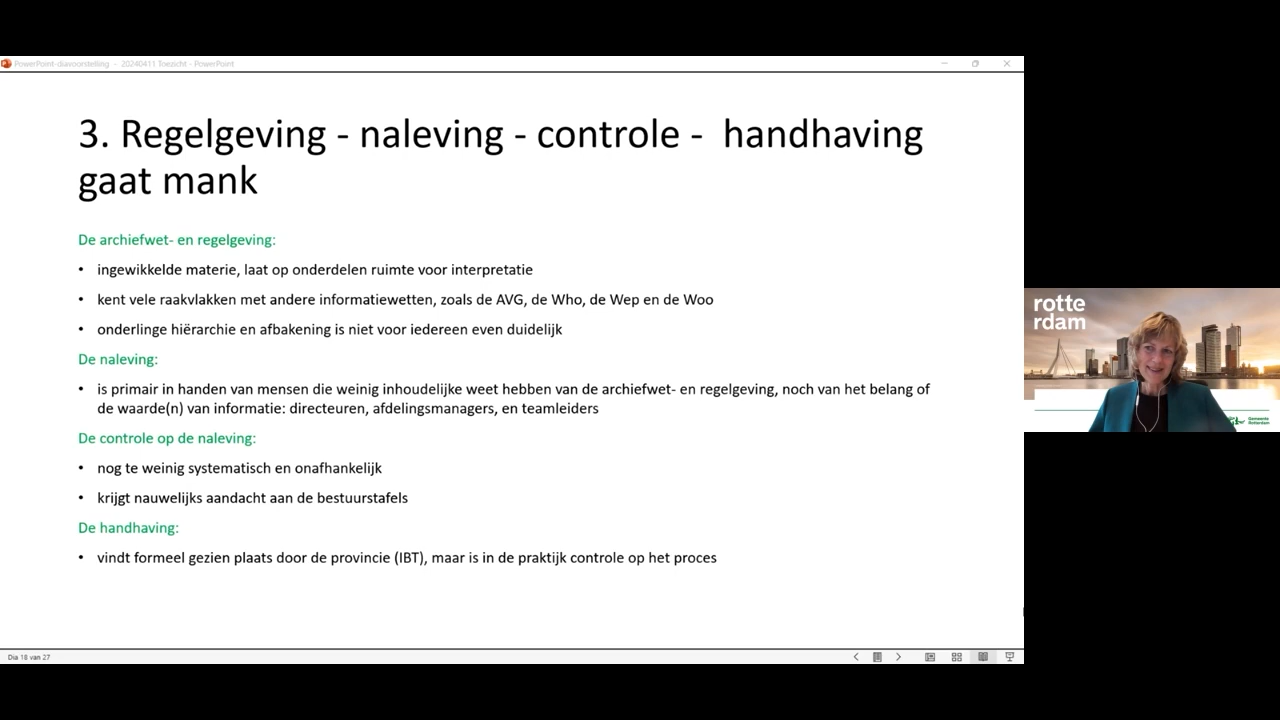 PowerPoint-diavoorstelling - 20240411 Toezicht - PowerPoint
3. Regelgeving - naleving - controle - handhaving
gaat mank
De archiefwet- en regelgeving:
• ingewikkelde materie, laat op onderdelen ruimte voor interpretatie
• kent vele raakvlakken met andere informatiewetten, zoals de AVG, de Who, de Wep en de Woo
• onderlinge hiërarchie en afbakening is niet voor iedereen even duidelijk
De naleving:
• is primair in handen van mensen die weinig inhoudelijke weet hebben van de archiefwet- en regelgeving, noch van het belang of
de waarde(n) van informatie: directeuren, afdelingsmanagers, en teamleiders
De controle op de naleving:
• nog te weinig systematisch en onafhankelijk
• krijgt nauwelijks aandacht aan de bestuurstafels
De handhaving:
• vindt formeel gezien plaats door de provincie (IBT), maar is in de praktijk controle op het proces
Dia 18 van 27
rotte
rdam
Gemeente
Rotterdam